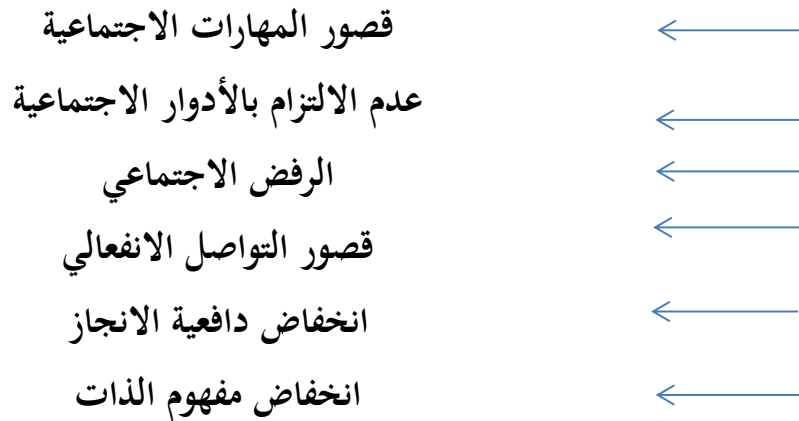 قصور المهارات الاجتماعية
عدم الالتزام بالأدوار الاجتماعية
الرفض الاجتماعي
قصور التواصل الانفعالي
انخفاض دافعية الانجاز
انخفاض مفهوم الذات